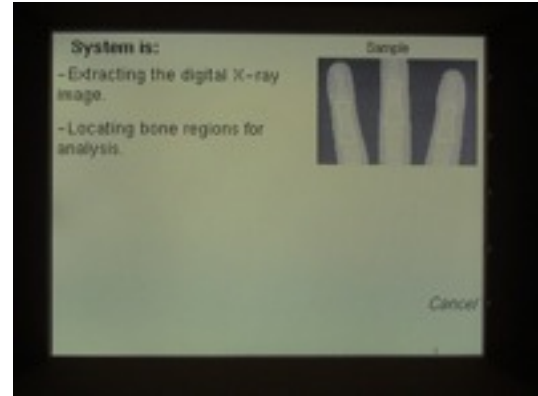 System is:
Sample
-Extracting the digital X-ray
image.
-Locating bone regions for
analysis.
Cancel